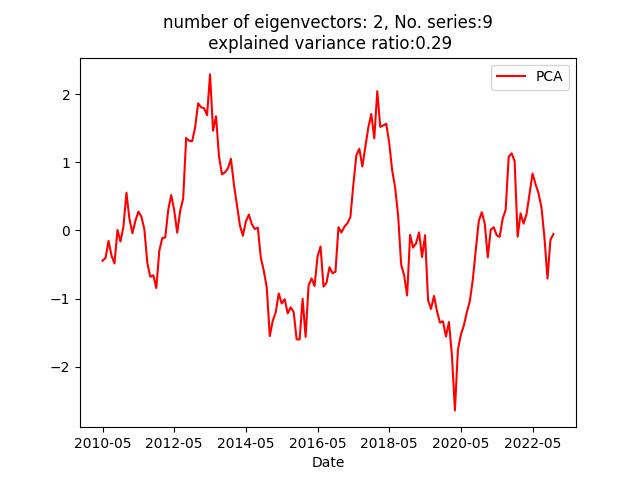 number of eigenvectors: 2, No. series:9
explained variance ratio:0.29
PCA
2
1
0
−1
−2
2010-05 2012-05 2014-05 2016-05 2018-05 2020-05 2022-05
Date